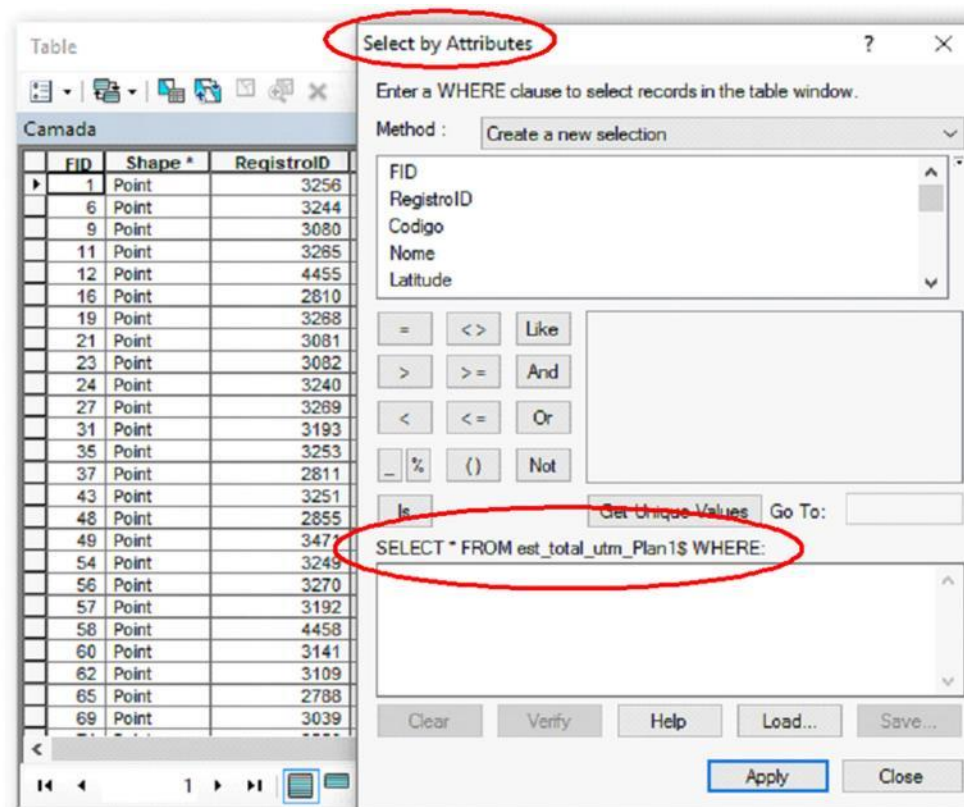 Table
Camada
FID Shape * RegistroID
1 Point 3256
6 Point 3244
9 Point 3080
11 Point 3265
12 Point 4455
16 Point 2810
19 Point 3268
21 Point 3081
23 Point 3082
24 Point 3240
27 Point 3269
31 Point 3193
35 Point 3253
37 Point 2811
43 Point 3251
48 Point 2855
49 Point 3471
54 Point 3249
56 Point 3270
57 Point 3192
58 Point 4458
60 Point 3141
62 Point 3109
65 Point 2788
69 Point 3039
1
Select by Attributes ?
Enter a WHERE clause to select records in the table window.
Method : Create a new selection
FID
RegistroID
Codigo
Nome
Latitude
= < > Like
> > = And
< < = Or
_ % ( ) Not
Is Get Unique Values Go To:
SELECT * FROM est_total_utm_Plan1$ WHERE:
Clear Verify Help Load... Save...
Apply Close